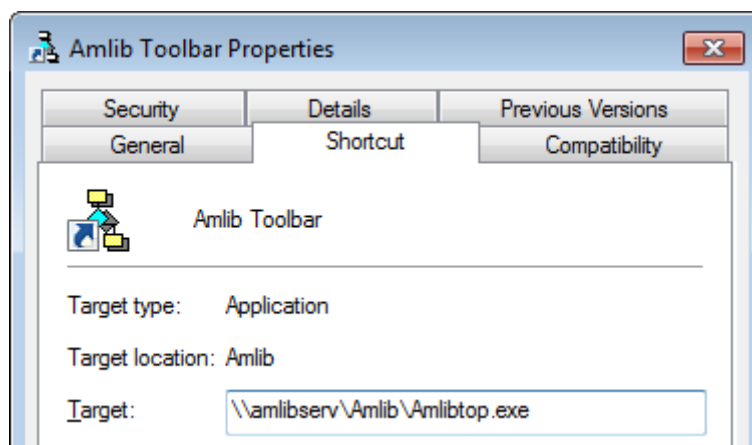 Amlib Toolbar Properties
Security Details Previous Versions
General Shortcut Compatibility
Amlib Toolbar
Target type: Application
Target location: Amlib
Target: \\amlibserv\Amlib\Amlibtop.exe